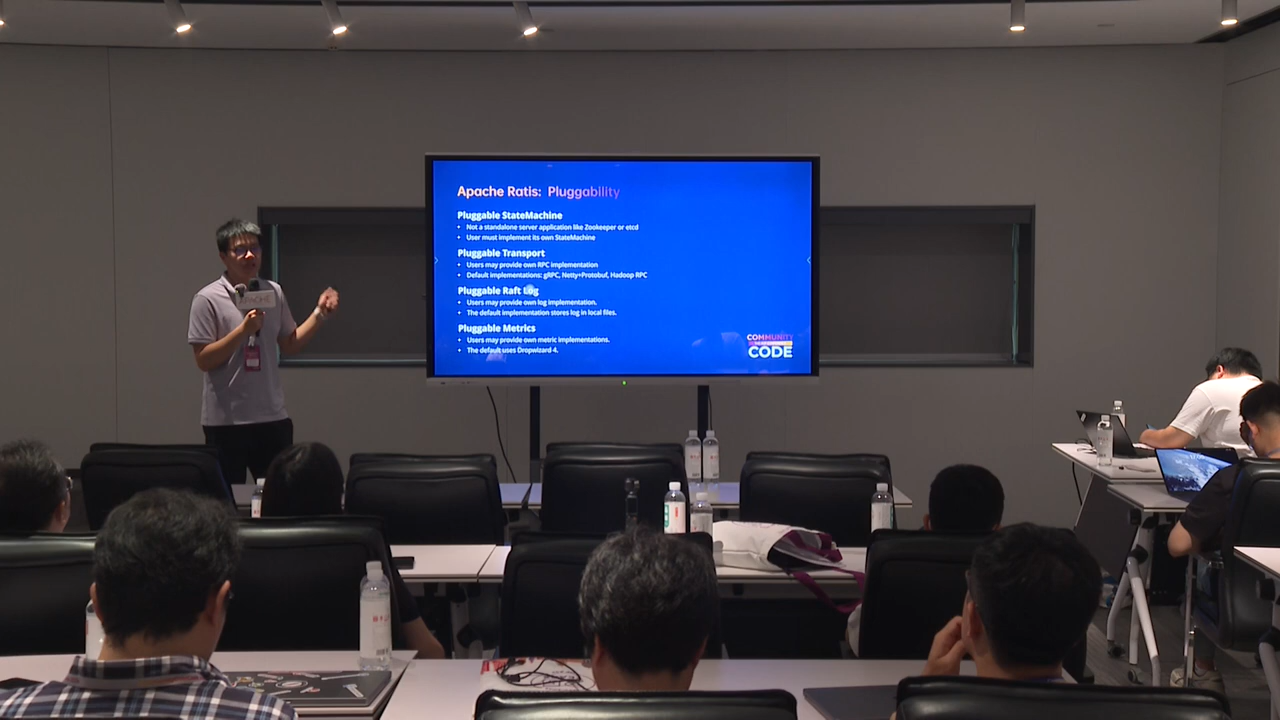 Apache Ratis: Pluggability
Pluggable StateMachine
• Not a standalone server application like Zookeeper or etcd
• User must implement its own StateMachine
Pluggable Transport
• Users may provide own RPC implementation
• Default implementations: gRPC, Netty+Protobuf, Hadoop RPC
Pluggable Raft Log
• Users may provide own log implementation.
• The default implementation stores log in local files.
Pluggable Metrics
• Users may provide own metric implementations.
• The default uses Dropwizard 4.
COMMUNITY
CODE
APACHE